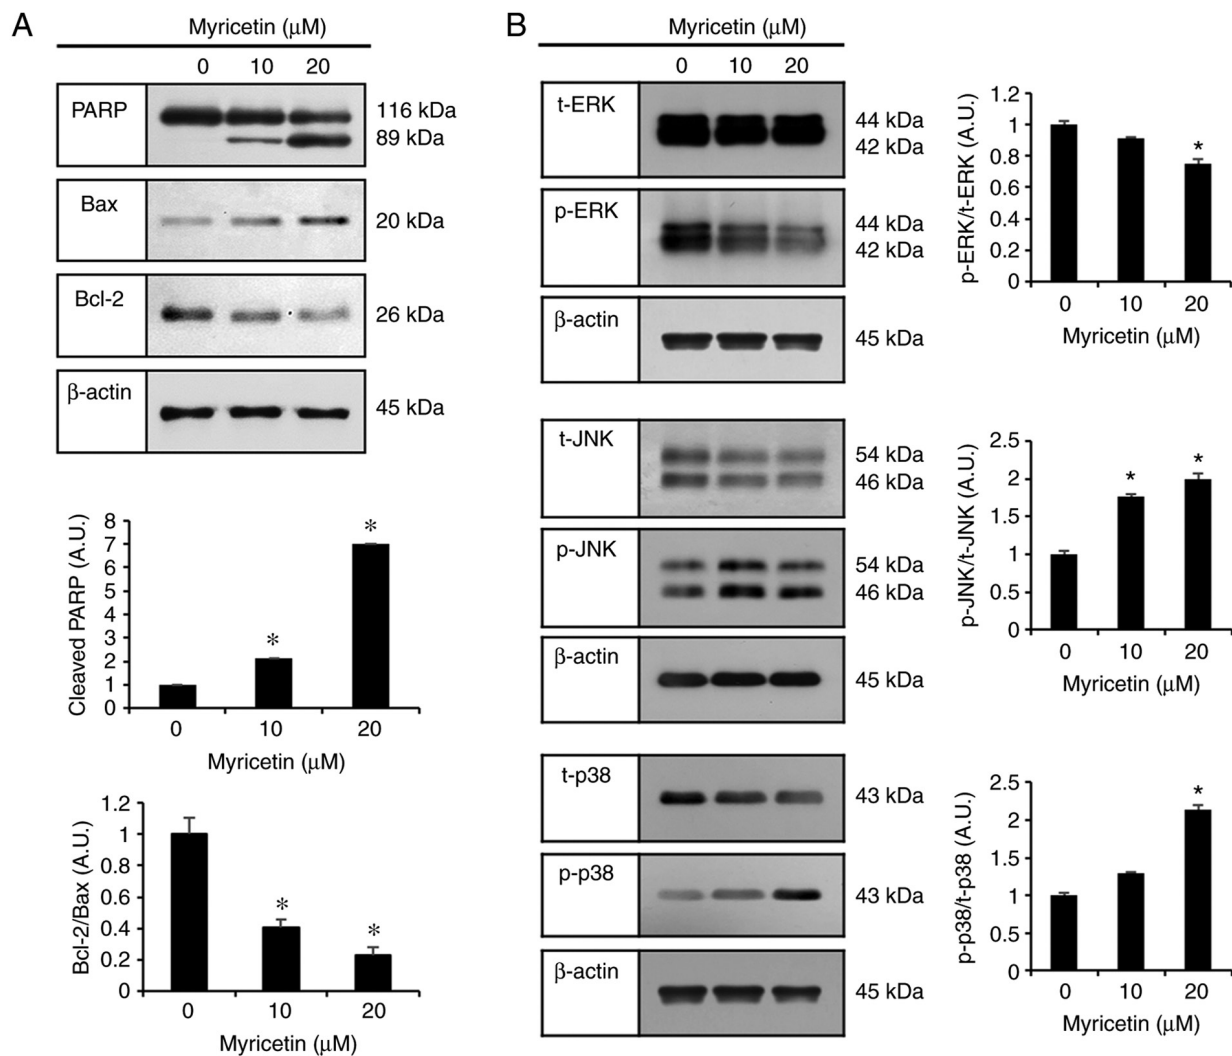 A
Myricetin (μM)
0 10 20
PARP
116 kDa
89 kDa
Bax
20 kDa
Bcl-2
26 kDa
β-actin
45 kDa
8
7
6
5
4
3
2
1
0
Cleaved PARP (A.U.)
*
*
0 10 20
Myricetin (μM)
1.2
1
0.8
0.6
0.4
0.2
0
Bcl-2/Bax (A.U.)
*
*
0 10 20
Myricetin (μM)
B
Myricetin (μM)
0 10 20
t-ERK
44 kDa
42 kDa
p-ERK
44 kDa
42 kDa
β-actin
45 kDa
1.2
1
0.8
0.6
0.4
0.2
0
p-ERK/t-ERK (A.U.)
*
0 10 20
Myricetin (μM)
t-JNK
54 kDa
46 kDa
p-JNK
54 kDa
46 kDa
β-actin
45 kDa
2.5
2
1.5
1
0.5
0
p-JNK/t-JNK (A.U.)
*
*
0 10 20
Myricetin (μM)
t-p38
43 kDa
p-p38
43 kDa
β-actin
45 kDa
2.5
2
1.5
1
0.5
0
p-p38/t-p38 (A.U.)
*
0 10 20
Myricetin (μM)